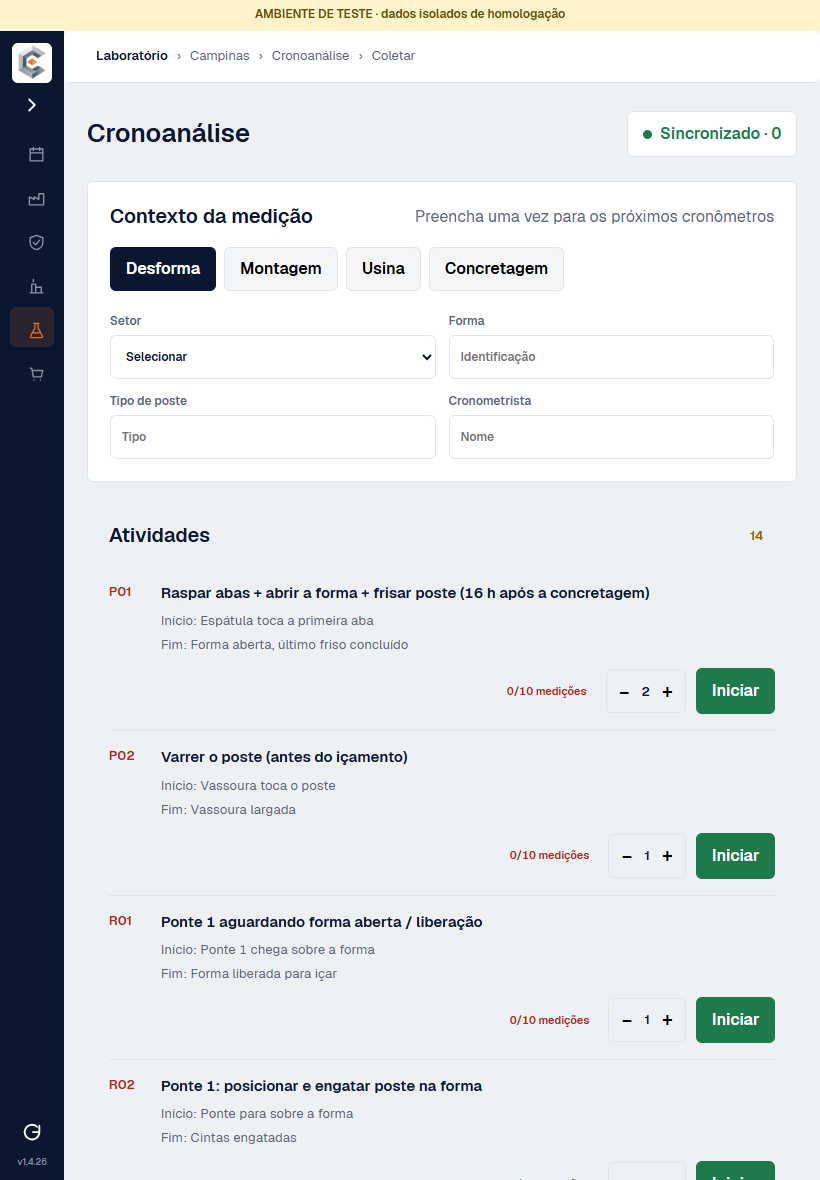 AMBIENTE DE TESTE · dados isolados de homologação
Laboratório › Campinas › Cronoanálise › Coletar
Cronoanálise
Sincronizado · 0
Contexto da medição
Preencha uma vez para os próximos cronômetros
Desforma Montagem Usina Concretagem
Setor Forma
Selecionar Identificação
Tipo de poste Cronometrista
Tipo Nome
Atividades 14
P01 Raspar abas + abrir a forma + frisar poste (16 h após a concretagem)
Início: Espátula toca a primeira aba
Fim: Forma aberta, último friso concluído
0/10 medições − 2 + Iniciar
P02 Varrer o poste (antes do içamento)
Início: Vassoura toca o poste
Fim: Vassoura largada
0/10 medições − 1 + Iniciar
R01 Ponte 1 aguardando forma aberta / liberação
Início: Ponte 1 chega sobre a forma
Fim: Forma liberada para içar
0/10 medições − 1 + Iniciar
R02 Ponte 1: posicionar e engatar poste na forma
Início: Ponte para sobre a forma
Fim: Cintas engatadas
v1.4.26